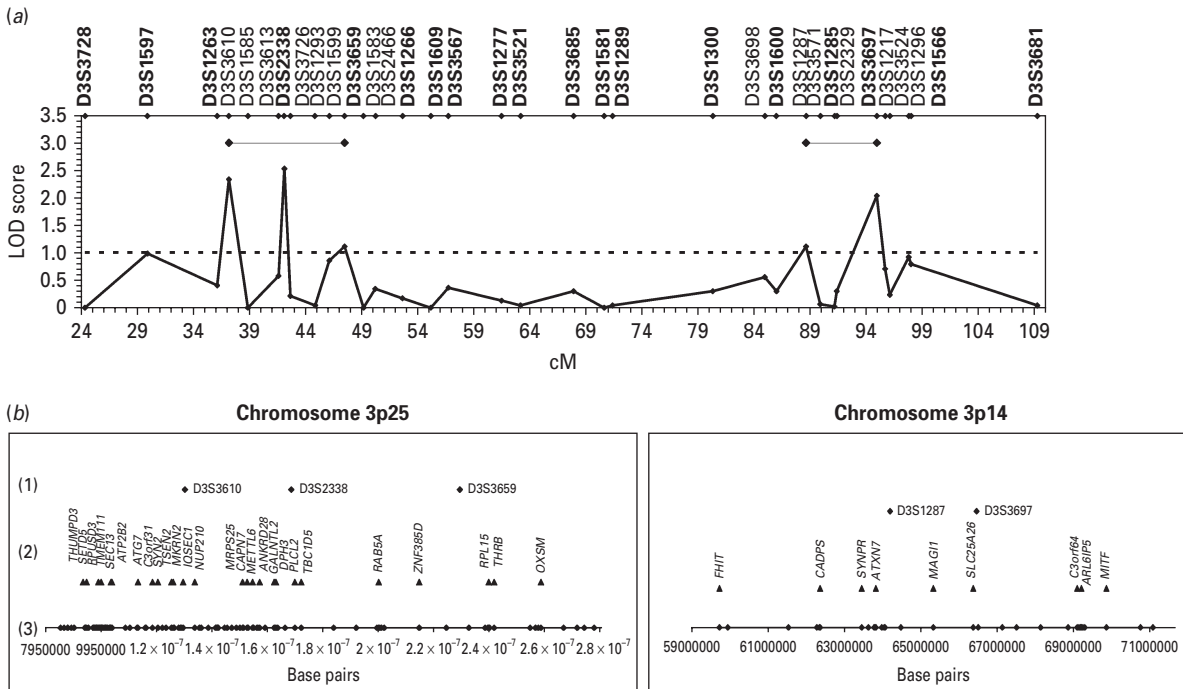 (a)
D3S3728
D3S1597
D3S1263
D3S3610
D3S1585
D3S3613
D3S2338
D3S3726
D3S1293
D3S1599
D3S3659
D3S1583
D3S2466
D3S1266
D3S1609
D3S3567
D3S1277
D3S3521
D3S3685
D3S1581
D3S1289
D3S1300
D3S3698
D3S1600
D3S1287
D3S3571
D3S1285
D3S2329
D3S3697
D3S1217
D3S3524
D3S1296
D3S1566
D3S3681
3.5
3.0
2.5
2.0
1.5
1.0
0.5
0
LOD score
24 29 34 39 44 49 54 59 64 69 74 79 84 89 94 99 104 109
cM
(b)
Chromosome 3p25
(1)
D3S3610
D3S2338
D3S3659
(2)
THUMPD3
SETD5
TMEM111
SEC13
ATP2B2
ATG7
C3orf31
SYN2
TSEN2
MKRN2
IQSEC1
NUP210
MRPS25
CAPN7
METTL6
ANKRD28
GALNTL2
DPH3
PLCL2
TBC1D5
RAB5A
ZNF385D
RPL15
THRB
OXSM
(3)
79500000 99500000 1.2 × 10⁻⁷ 1.4 × 10⁻⁷ 1.6 × 10⁻⁷ 2 × 10⁻⁷ 2.2 × 10⁻⁷ 2.4 × 10⁻⁷ 2.6 × 10⁻⁷ 2.8 × 10⁻⁷
Base pairs
Chromosome 3p14
D3S1287
D3S3697
FHIT
CADPS
SYNPR
ATXN7
MAGI1
SLC25A26
C3orf64
ARL6IP5
MITF
59000000 61000000 63000000 65000000 67000000 69000000 71000000
Base pairs